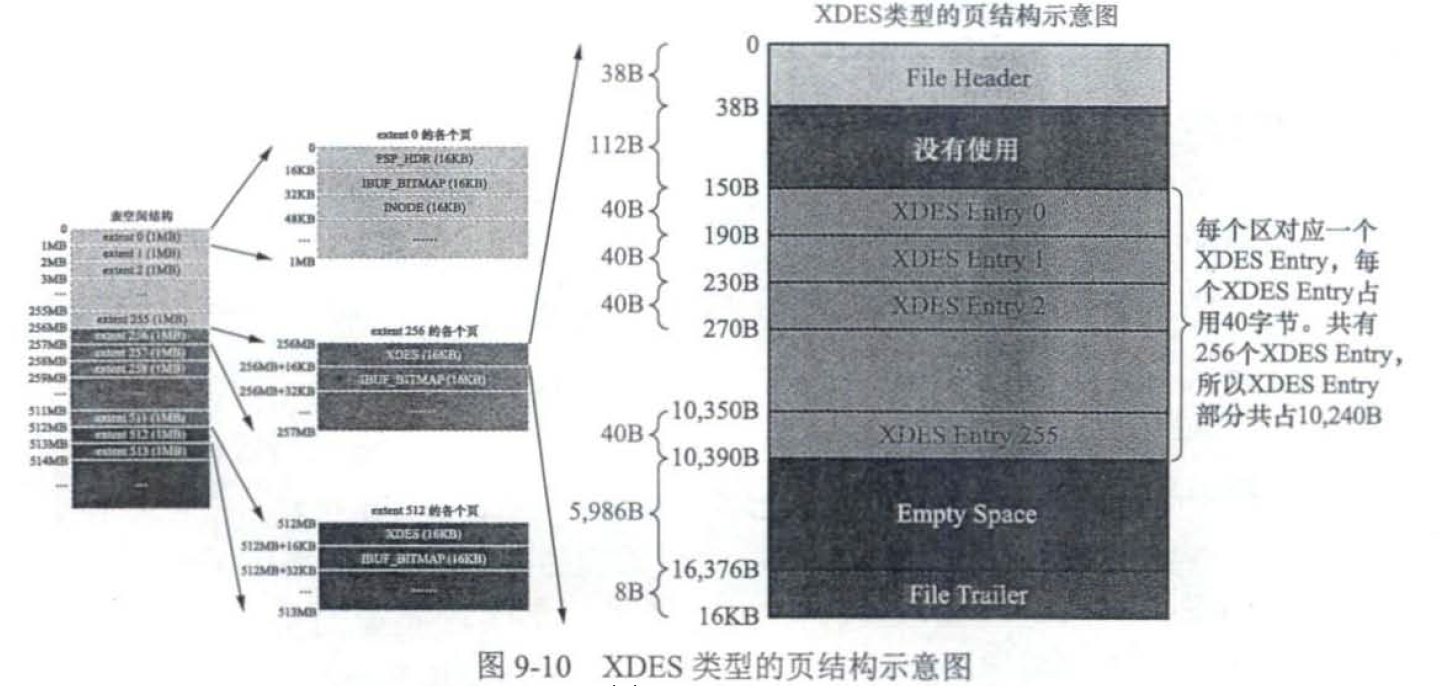 XDES类型的页结构示意图
表空间结构
0
extent 0 (1MB)
1MB
extent 1 (1MB)
2MB
extent 2 (1MB)
3MB
...
...
255MB
extent 255 (1MB)
256MB
extent 256 (1MB)
257MB
extent 257 (1MB)
258MB
extent 258 (1MB)
259MB
...
511MB
extent 511 (1MB)
512MB
extent 512 (1MB)
513MB
extent 513 (1MB)
514MB
...
...
extent 0 的各个页
0
FSP_HDR (16KB)
16KB
IBUF_BITMAP (16KB)
32KB
INODE (16KB)
48KB
...
......
1MB
extent 256 的各个页
256MB
XDES (16KB)
256MB+16KB
IBUF_BITMAP (16KB)
256MB+32KB
...
......
257MB
extent 512 的各个页
512MB
XDES (16KB)
512MB+16KB
IBUF_BITMAP (16KB)
512MB+32KB
...
......
513MB
0
38B
File Header
38B
112B
没有使用
150B
40B
XDES Entry 0
190B
40B
XDES Entry 1
230B
40B
XDES Entry 2
270B
10,350B
40B
XDES Entry 255
10,390B
5,986B
Empty Space
16,376B
8B
File Trailer
16KB
每个区对应一个
XDES Entry，每
个XDES Entry占
用40字节。共有
256个XDES Entry，
所以XDES Entry
部分共占10,240B
图 9-10 XDES 类型的页结构示意图